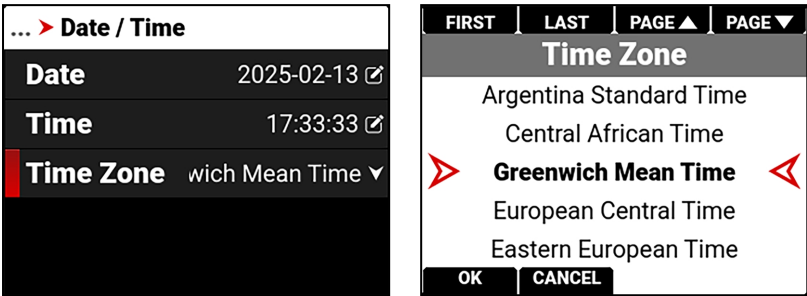 ... > Date / Time
Date 2025-02-13
Time 17:33:33
Time Zone wich Mean Time
FIRST LAST PAGE▲ PAGE▼
Time Zone
Argentina Standard Time
Central African Time
Greenwich Mean Time
European Central Time
Eastern European Time
OK CANCEL